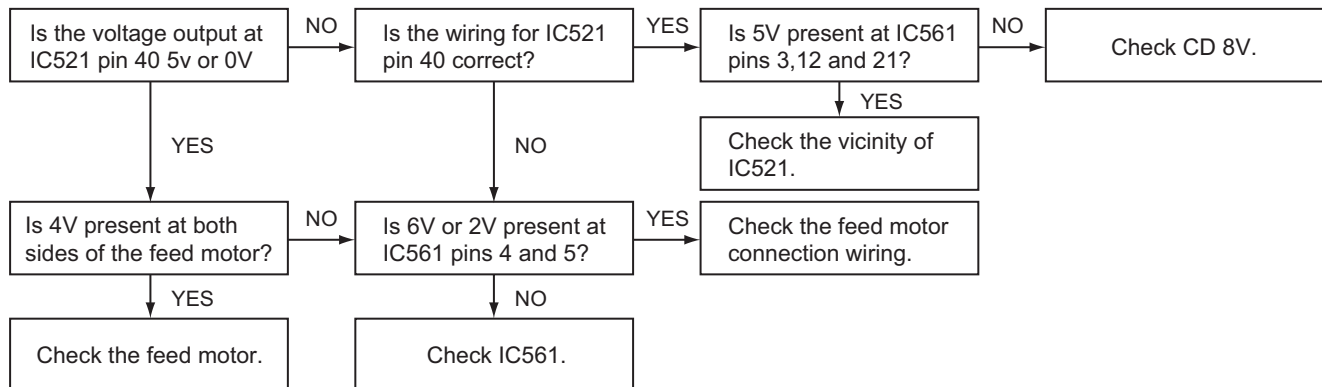 Is the voltage output at
IC521 pin 40 5v or 0V
NO
Is the wiring for IC521
pin 40 correct?
YES
Is 5V present at IC561
pins 3,12 and 21?
NO
Check CD 8V.
YES
NO
YES
Check the vicinity of
IC521.
Is 4V present at both
sides of the feed motor?
NO
Is 6V or 2V present at
IC561 pins 4 and 5?
YES
Check the feed motor
connection wiring.
YES
NO
Check the feed motor.
Check IC561.